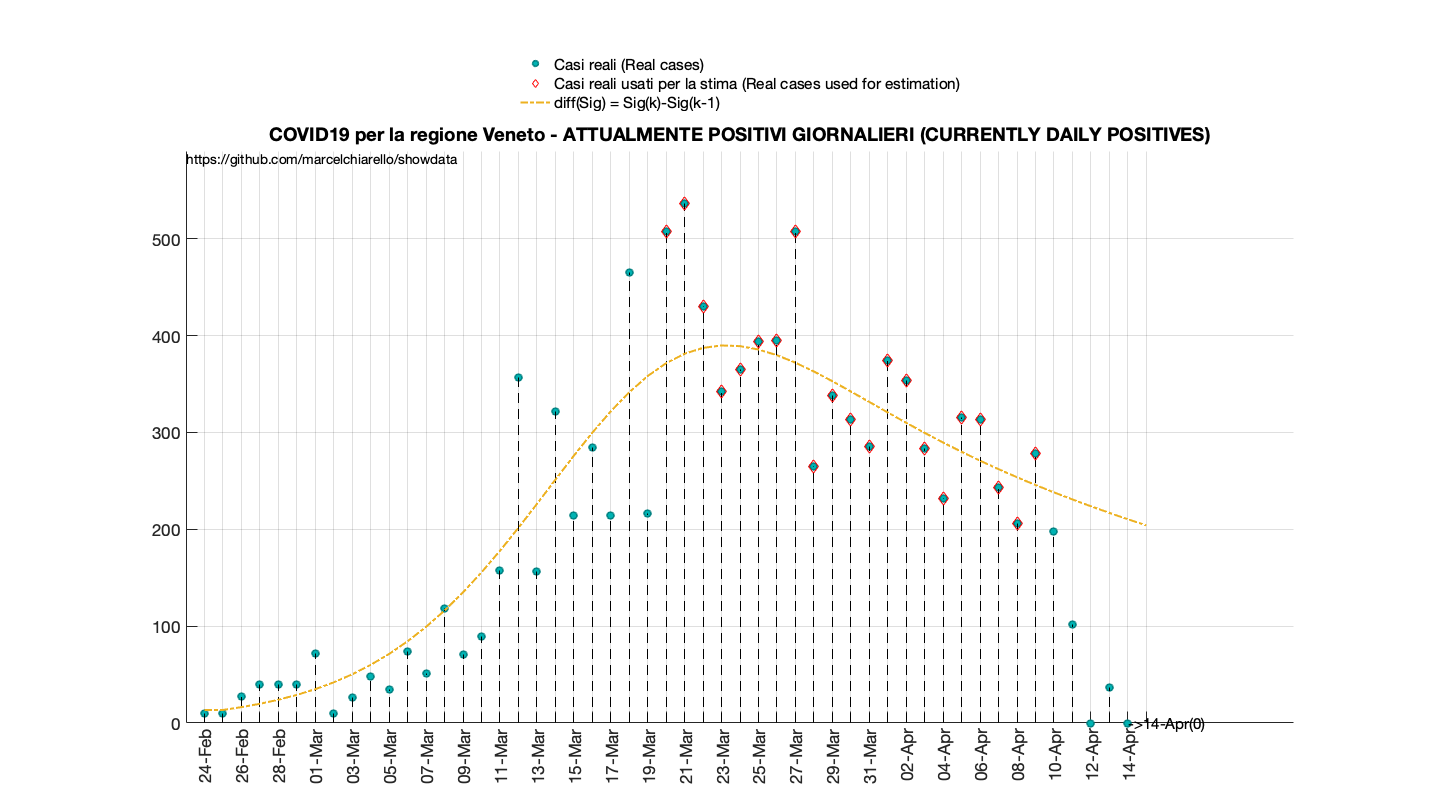 Casi reali (Real cases)
Casi reali usati per la stima (Real cases used for estimation)
diff(Sig) = Sig(k)-Sig(k-1)
COVID19 per la regione Veneto - ATTUALMENTE POSITIVI GIORNALIERI (CURRENTLY DAILY POSITIVES)
https://github.com/marcelchiarello/showdata
500
400
300
200
100
0
->14-Apr(0)
24-Feb
26-Feb
28-Feb
01-Mar
03-Mar
05-Mar
07-Mar
09-Mar
11-Mar
13-Mar
15-Mar
17-Mar
19-Mar
21-Mar
23-Mar
25-Mar
27-Mar
29-Mar
31-Mar
02-Apr
04-Apr
06-Apr
08-Apr
10-Apr
12-Apr
14-Apr